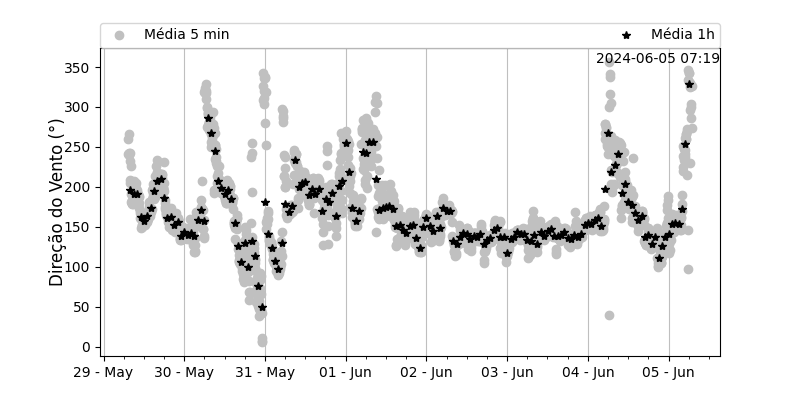 Média 5 min
Média 1h
2024-06-05 07:19
Direção do Vento (°)
350
300
250
200
150
100
50
0
29 - May
30 - May
31 - May
01 - Jun
02 - Jun
03 - Jun
04 - Jun
05 - Jun